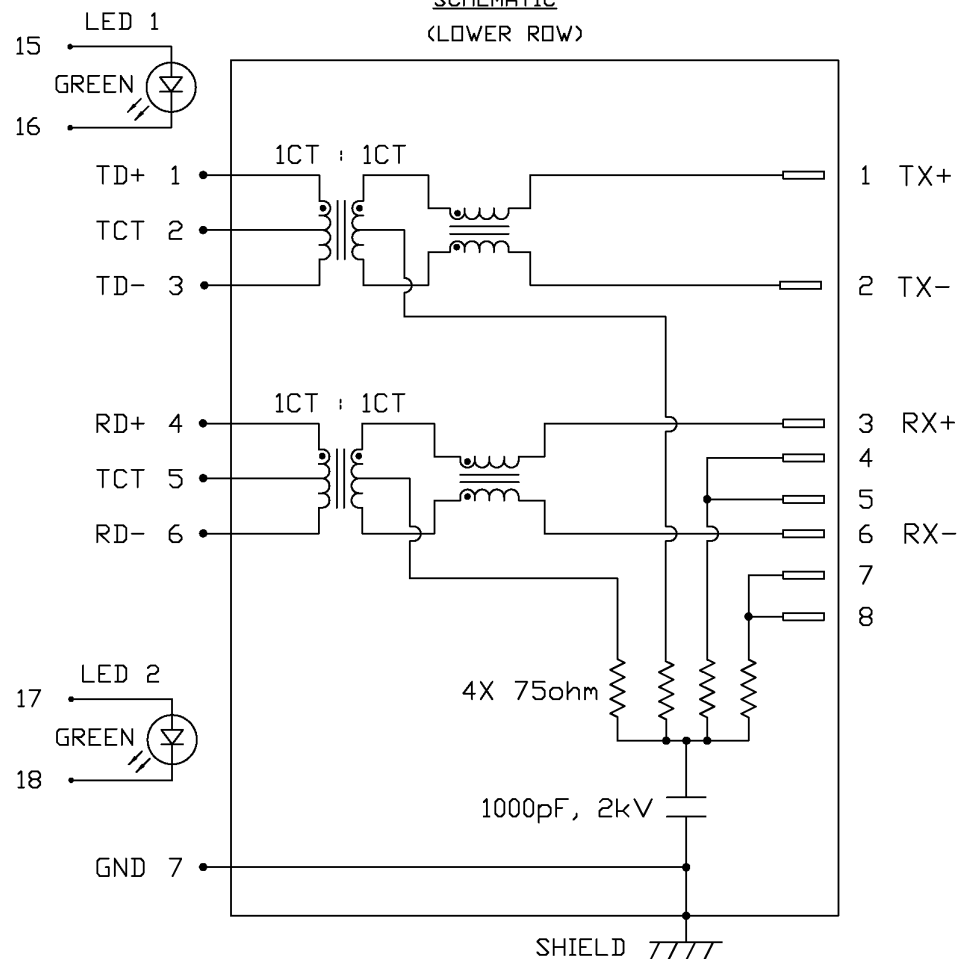 SCHEMATIC
(LOWER ROW)
LED 1
15
GREEN
16
1CT : 1CT
TD+ 1
1 TX+
TCT 2
TD- 3
2 TX-
1CT : 1CT
RD+ 4
3 RX+
4
TCT 5
5
RD- 6
6 RX-
7
8
LED 2
17
4X 75ohm
GREEN
18
1000pF, 2kV
GND 7
SHIELD